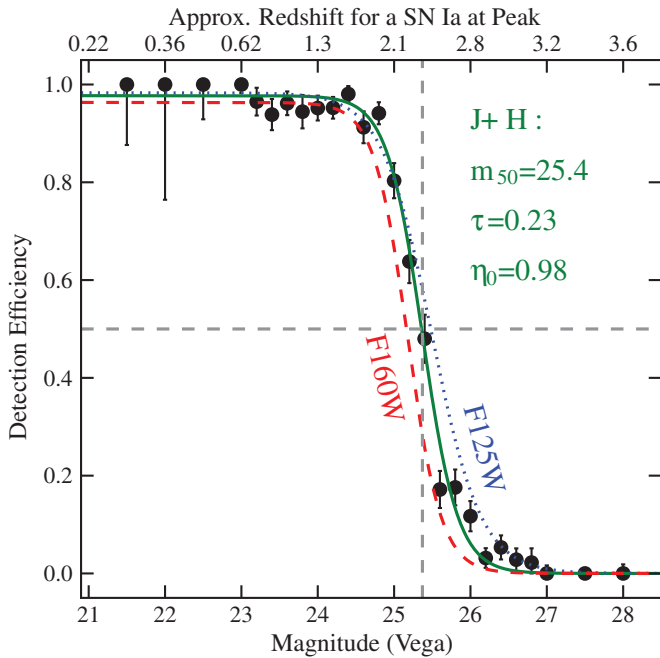 Approx. Redshift for a SN Ia at Peak
0.22 0.36 0.62 1.3 2.1 2.8 3.2 3.6
1.0
0.8
0.6
0.4
0.2
0.0
Detection Efficiency
J+ H :
m50=25.4
τ=0.23
η0=0.98
F160W
F125W
21 22 23 24 25 26 27 28
Magnitude (Vega)